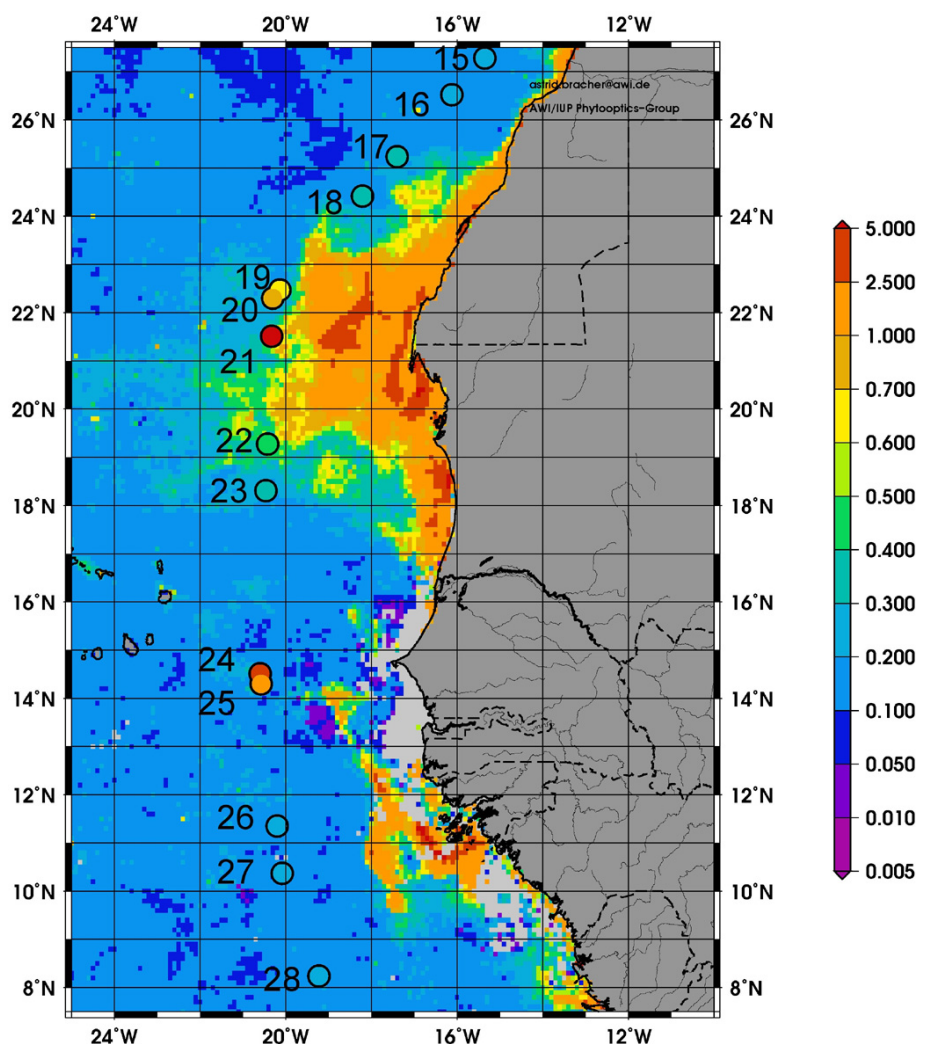 24°W 20°W 16°W 12°W
15
astrid.bracher@awi.de
16
AWI/IUP Phytooptics-Group
26°N
17
18
24°N
5.000
19
22°N
2.500
20
21
1.000
20°N
0.700
22
0.600
23
18°N
0.500
0.400
16°N
0.300
24
0.200
25
14°N
0.100
0.050
12°N
26
0.010
27
10°N
0.005
28
8°N
24°W 20°W 16°W 12°W
26°N
24°N
22°N
20°N
18°N
16°N
14°N
12°N
10°N
8°N